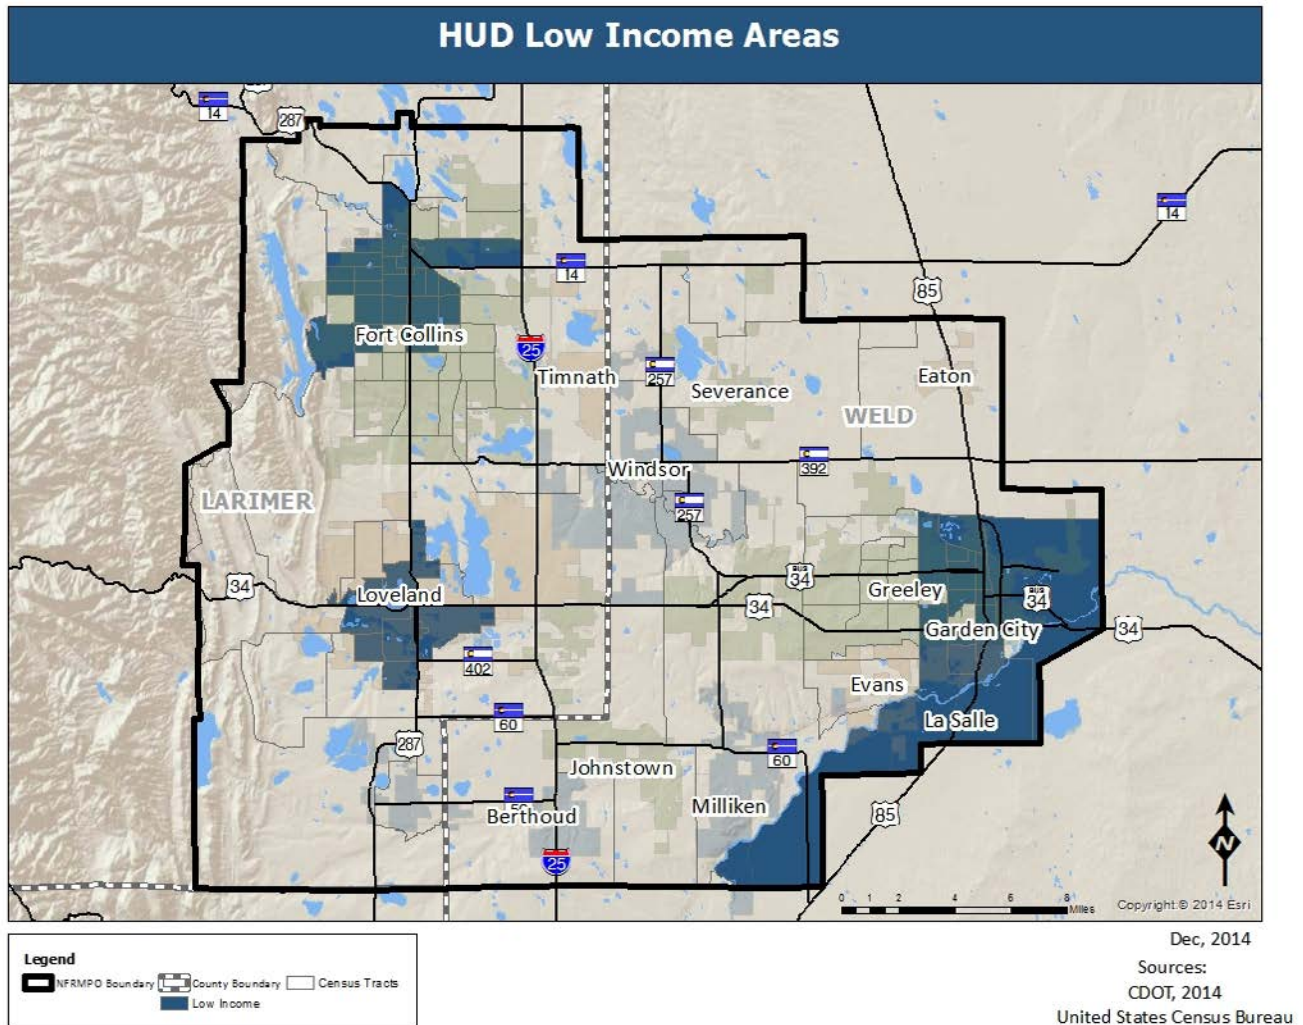 HUD Low Income Areas
14
287
14
14
85
Fort Collins
25
Timnath
257
Severance
Eaton
WELD
Windsor
392
LARIMER
257
34
Loveland
BUS
34
Greeley
BUS
34
34
Garden City
34
402
Evans
60
La Salle
287
60
Johnstown
Milliken
85
Berthoud
25
N
0 1 2 4 6 8
Miles
Copyright:© 2014 Esri
Dec, 2014
Legend
NFRMPO Boundary County Boundary Census Tracts
Low Income
Sources:
CDOT, 2014
United States Census Bureau